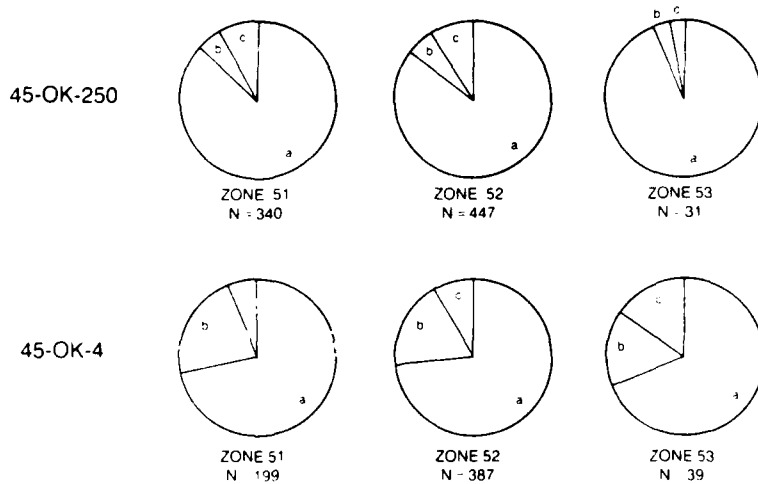 b c
b c
b c
45-OK-250
a
a
a
ZONE 51
ZONE 52
ZONE 53
N = 340
N = 447
N - 31
b
b c
c
b
45-OK-4
a
a
a
ZONE 51
ZONE 52
ZONE 53
N 199
N - 387
N 39